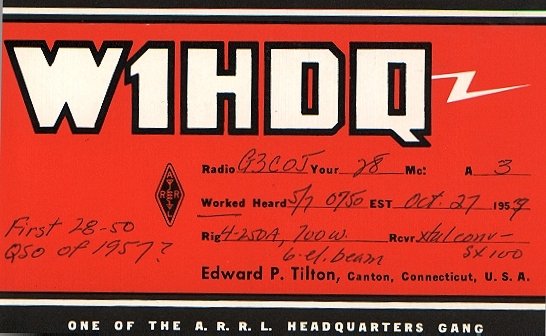 W1HDQ
Radio G3COJ Your 28 Mc: A 3
Worked Heard 5/7 0750 EST Oct. 27 1957
ARRL
First 28-50
QSO of 1957?
Rig 4-250A, 700 w. Rcvr xtal conv-
6-el. beam SX100
Edward P. Tilton, Canton, Connecticut, U. S. A.
ONE OF THE A. R. R. L. HEADQUARTERS GANG